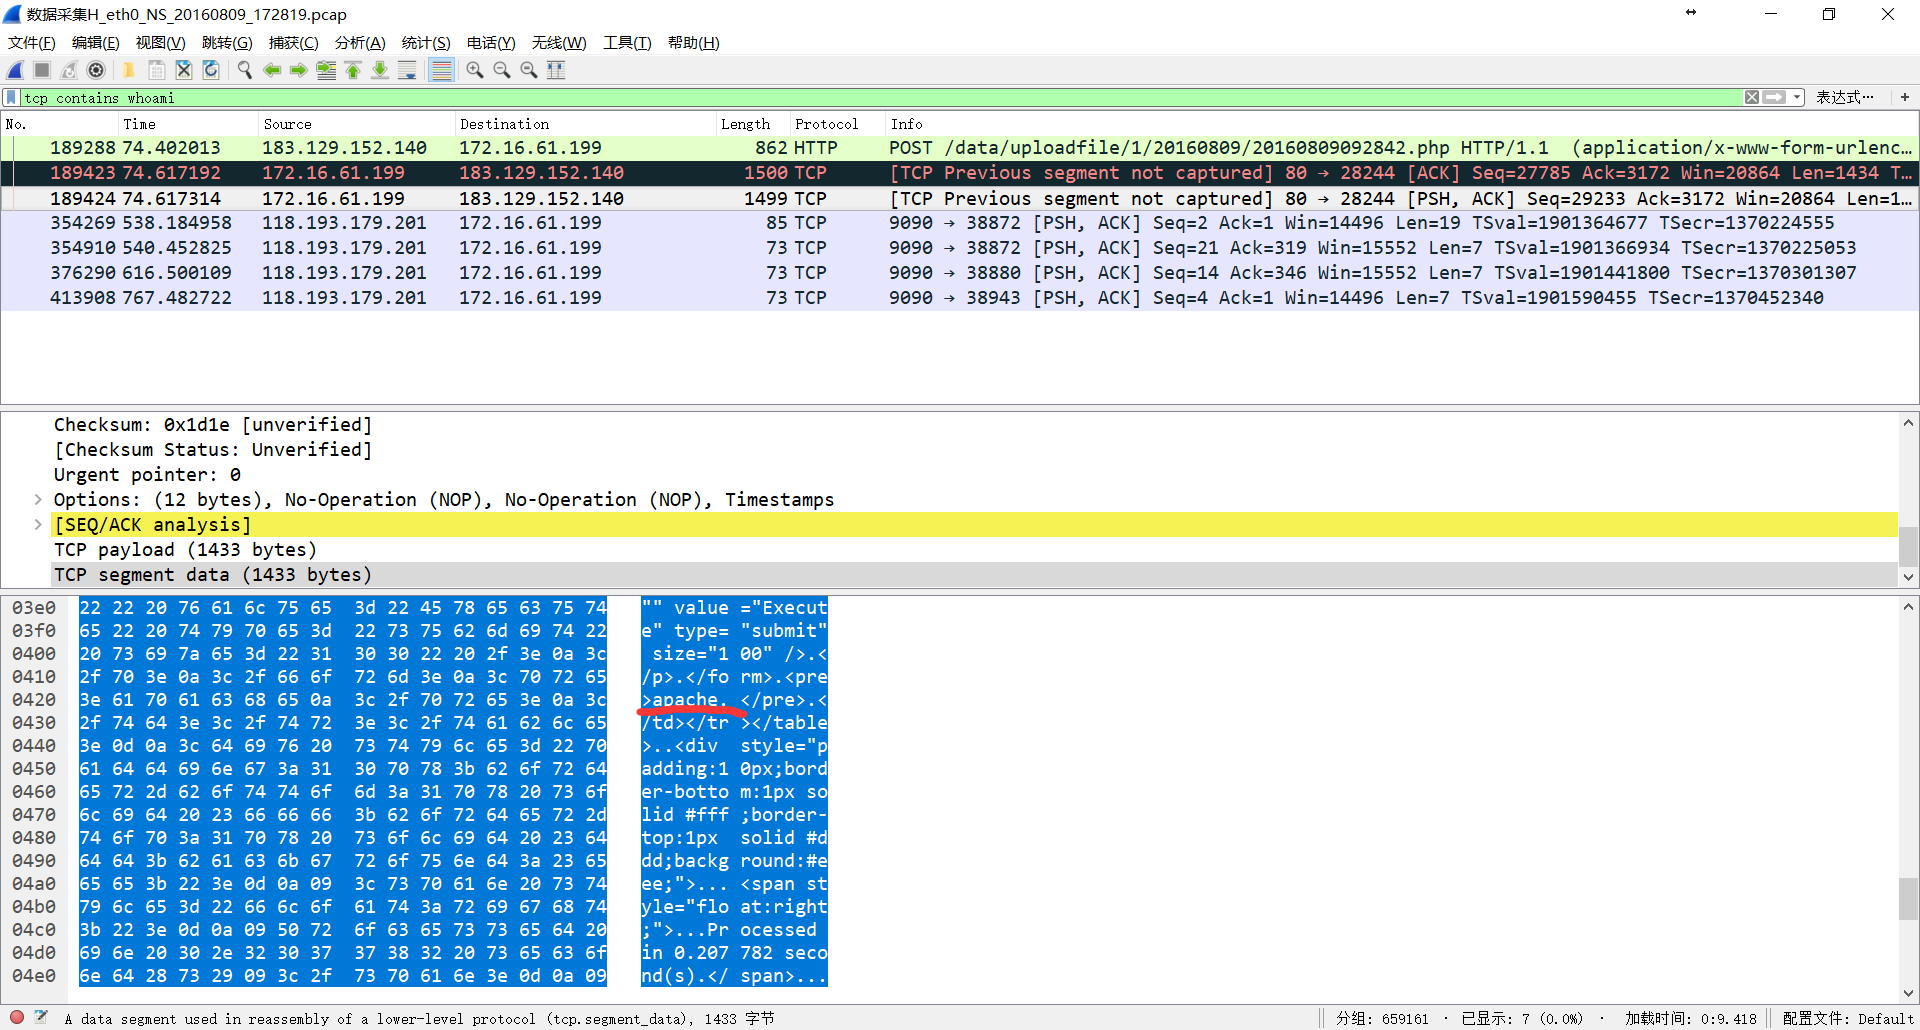 数据采集H_eth0_NS_20160809_172819.pcap
文件(F) 编辑(E) 视图(V) 跳转(G) 捕获(C) 分析(A) 统计(S) 电话(Y) 无线(W) 工具(T) 帮助(H)
tcp contains whoami 表达式… +
No. Time Source Destination Length Protocol Info
189288 74.402013 183.129.152.140 172.16.61.199 862 HTTP POST /data/uploadfile/1/20160809/20160809092842.php HTTP/1.1  (application/x-www-form-urlenc…
189423 74.617192 172.16.61.199 183.129.152.140 1500 TCP [TCP Previous segment not captured] 80 → 28244 [ACK] Seq=27785 Ack=3172 Win=20864 Len=1434 T…
189424 74.617314 172.16.61.199 183.129.152.140 1499 TCP [TCP Previous segment not captured] 80 → 28244 [PSH, ACK] Seq=29233 Ack=3172 Win=20864 Len=1…
354269 538.184958 118.193.179.201 172.16.61.199 85 TCP 9090 → 38872 [PSH, ACK] Seq=2 Ack=1 Win=14496 Len=19 TSval=1901364677 TSecr=1370224555
354910 540.452825 118.193.179.201 172.16.61.199 73 TCP 9090 → 38872 [PSH, ACK] Seq=21 Ack=319 Win=15552 Len=7 TSval=1901366934 TSecr=1370225053
376290 616.500109 118.193.179.201 172.16.61.199 73 TCP 9090 → 38880 [PSH, ACK] Seq=14 Ack=346 Win=15552 Len=7 TSval=1901441800 TSecr=1370301307
413908 767.482722 118.193.179.201 172.16.61.199 73 TCP 9090 → 38943 [PSH, ACK] Seq=4 Ack=1 Win=14496 Len=7 TSval=1901590455 TSecr=1370452340
Checksum: 0x1d1e [unverified]
[Checksum Status: Unverified]
Urgent pointer: 0
Options: (12 bytes), No-Operation (NOP), No-Operation (NOP), Timestamps
[SEQ/ACK analysis]
TCP payload (1433 bytes)
TCP segment data (1433 bytes)
03e0 22 22 20 76 61 6c 75 65 3d 22 45 78 65 63 75 74 "" value ="Execut
03f0 65 22 20 74 79 70 65 3d 22 73 75 62 6d 69 74 22 e" type= "submit"
0400 20 73 69 7a 65 3d 22 31 30 30 22 20 2f 3e 0a 3c size="1 00" />.<
0410 2f 70 3e 0a 3c 2f 66 6f 72 6d 3e 0a 3c 70 72 65 /p>.</fo rm>.<pre
0420 3e 61 70 61 63 68 65 0a 3c 2f 70 72 65 3e 0a 3c >apache. </pre>.<
0430 2f 74 64 3e 3c 2f 74 72 3e 3c 2f 74 61 62 6c 65 /td></tr ></table
0440 3e 0d 0a 3c 64 69 76 20 73 74 79 6c 65 3d 22 70 >..<div style="p
0450 61 64 64 69 6e 67 3a 31 30 70 78 3b 62 6f 72 64 adding:1 0px;bord
0460 65 72 2d 62 6f 74 74 6f 6d 3a 31 70 78 20 73 6f er-botto m:1px so
0470 6c 69 64 20 23 66 66 66 3b 62 6f 72 64 65 72 2d lid #fff ;border-
0480 74 6f 70 3a 31 70 78 20 73 6f 6c 69 64 20 23 64 top:1px solid #d
0490 64 64 3b 62 61 63 6b 67 72 6f 75 6e 64 3a 23 65 dd;backg round:#e
04a0 65 65 3b 22 3e 0d 0a 09 3c 73 70 61 6e 20 73 74 ee;">... <span st
04b0 79 6c 65 3d 22 66 6c 6f 61 74 3a 72 69 67 68 74 yle="flo at:right
04c0 3b 22 3e 0d 0a 09 50 72 6f 63 65 73 73 65 64 20 ;">...Pr ocessed
04d0 69 6e 20 30 2e 32 30 37 37 38 32 20 73 65 63 6f in 0.207 782 seco
04e0 6e 64 28 73 29 09 3c 2f 73 70 61 6e 3e 0d 0a 09 nd(s).</ span>...
A data segment used in reassembly of a lower-level protocol (tcp.segment_data), 1433 字节 分组: 659161 · 已显示: 7 (0.0%) · 加载时间: 0:9.418 配置文件: Default